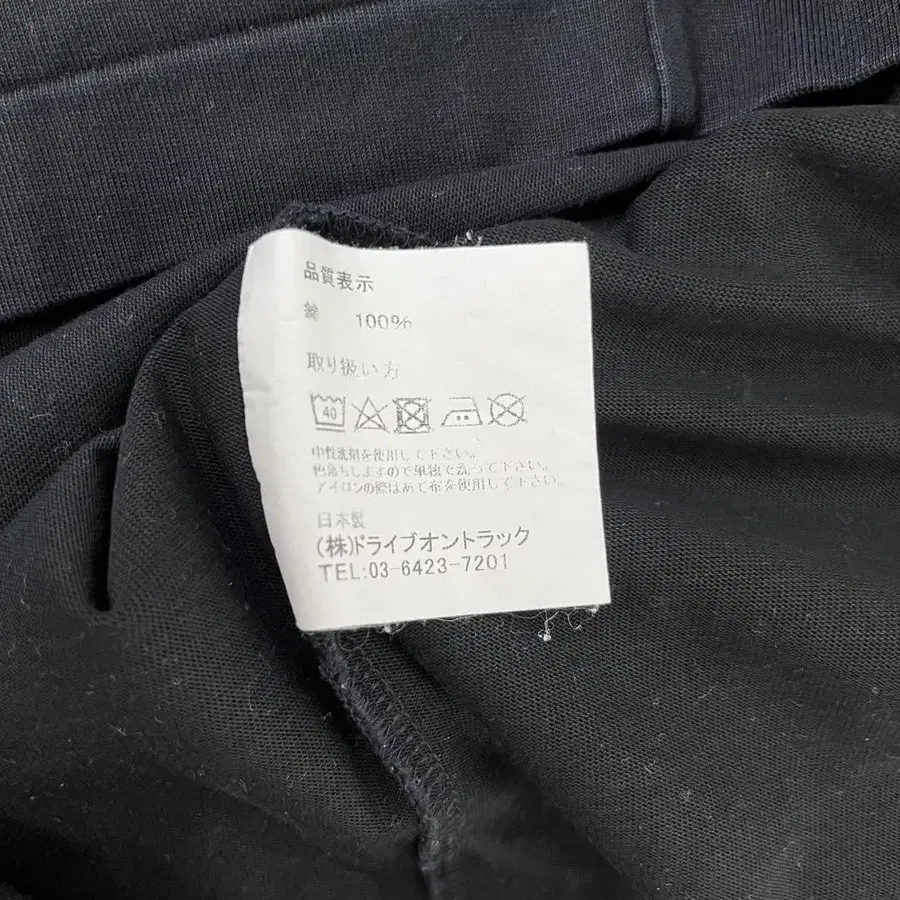 品質表示
綿 100%
取り扱い方
40
中性洗剤を使用して下さい。
色落ちしますので単独で洗って下さい。
アイロンの際はあて布を使用して下さい。
日本製
(株)ドライブオントラック
TEL:03-6423-7201